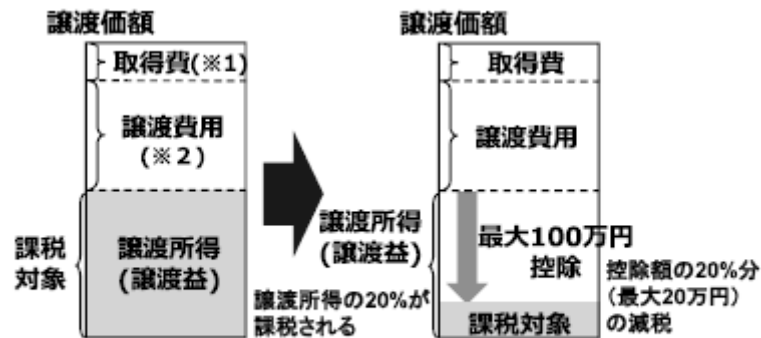 譲渡価額
取得費(※1)
譲渡費用
(※2)
課税
対象
譲渡所得
(譲渡益)
譲渡所得の20%が
課税される
譲渡価額
取得費
譲渡費用
譲渡所得
(譲渡益)
最大100万円
控除
課税対象
控除額の20%分
(最大20万円)
の減税